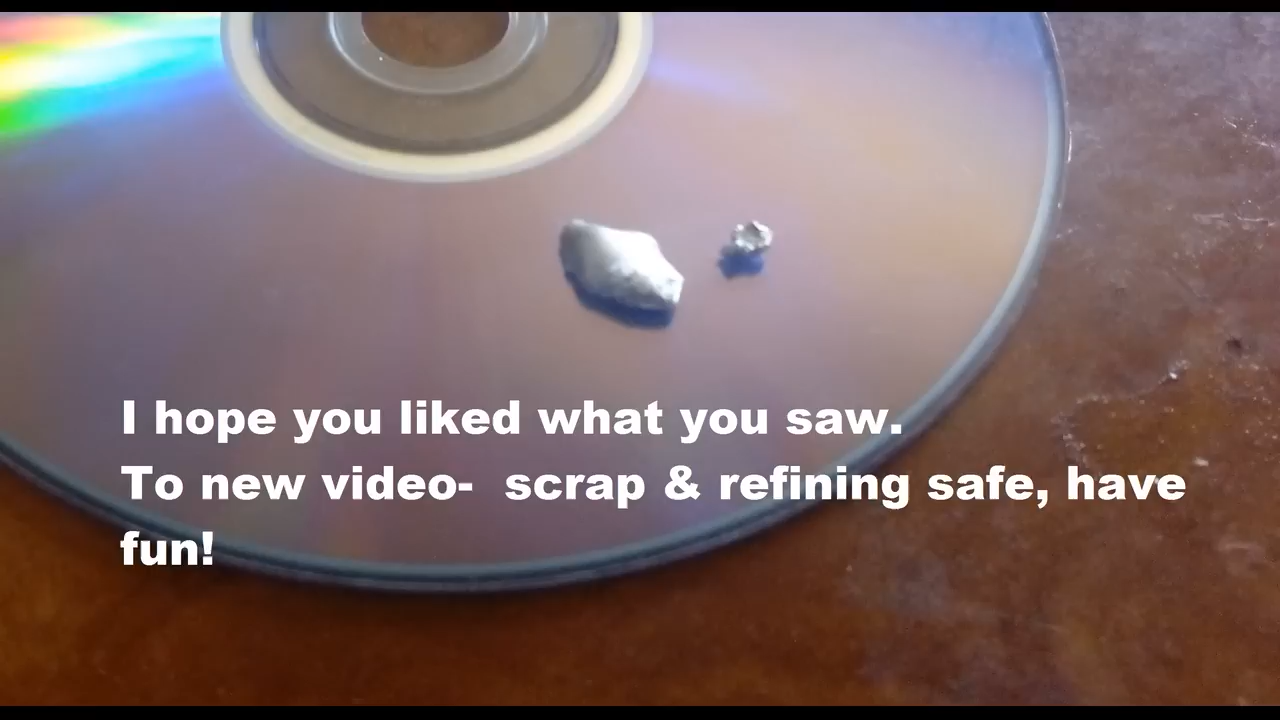 I hope you liked what you saw.
To new video-  scrap & refining safe, have
fun!